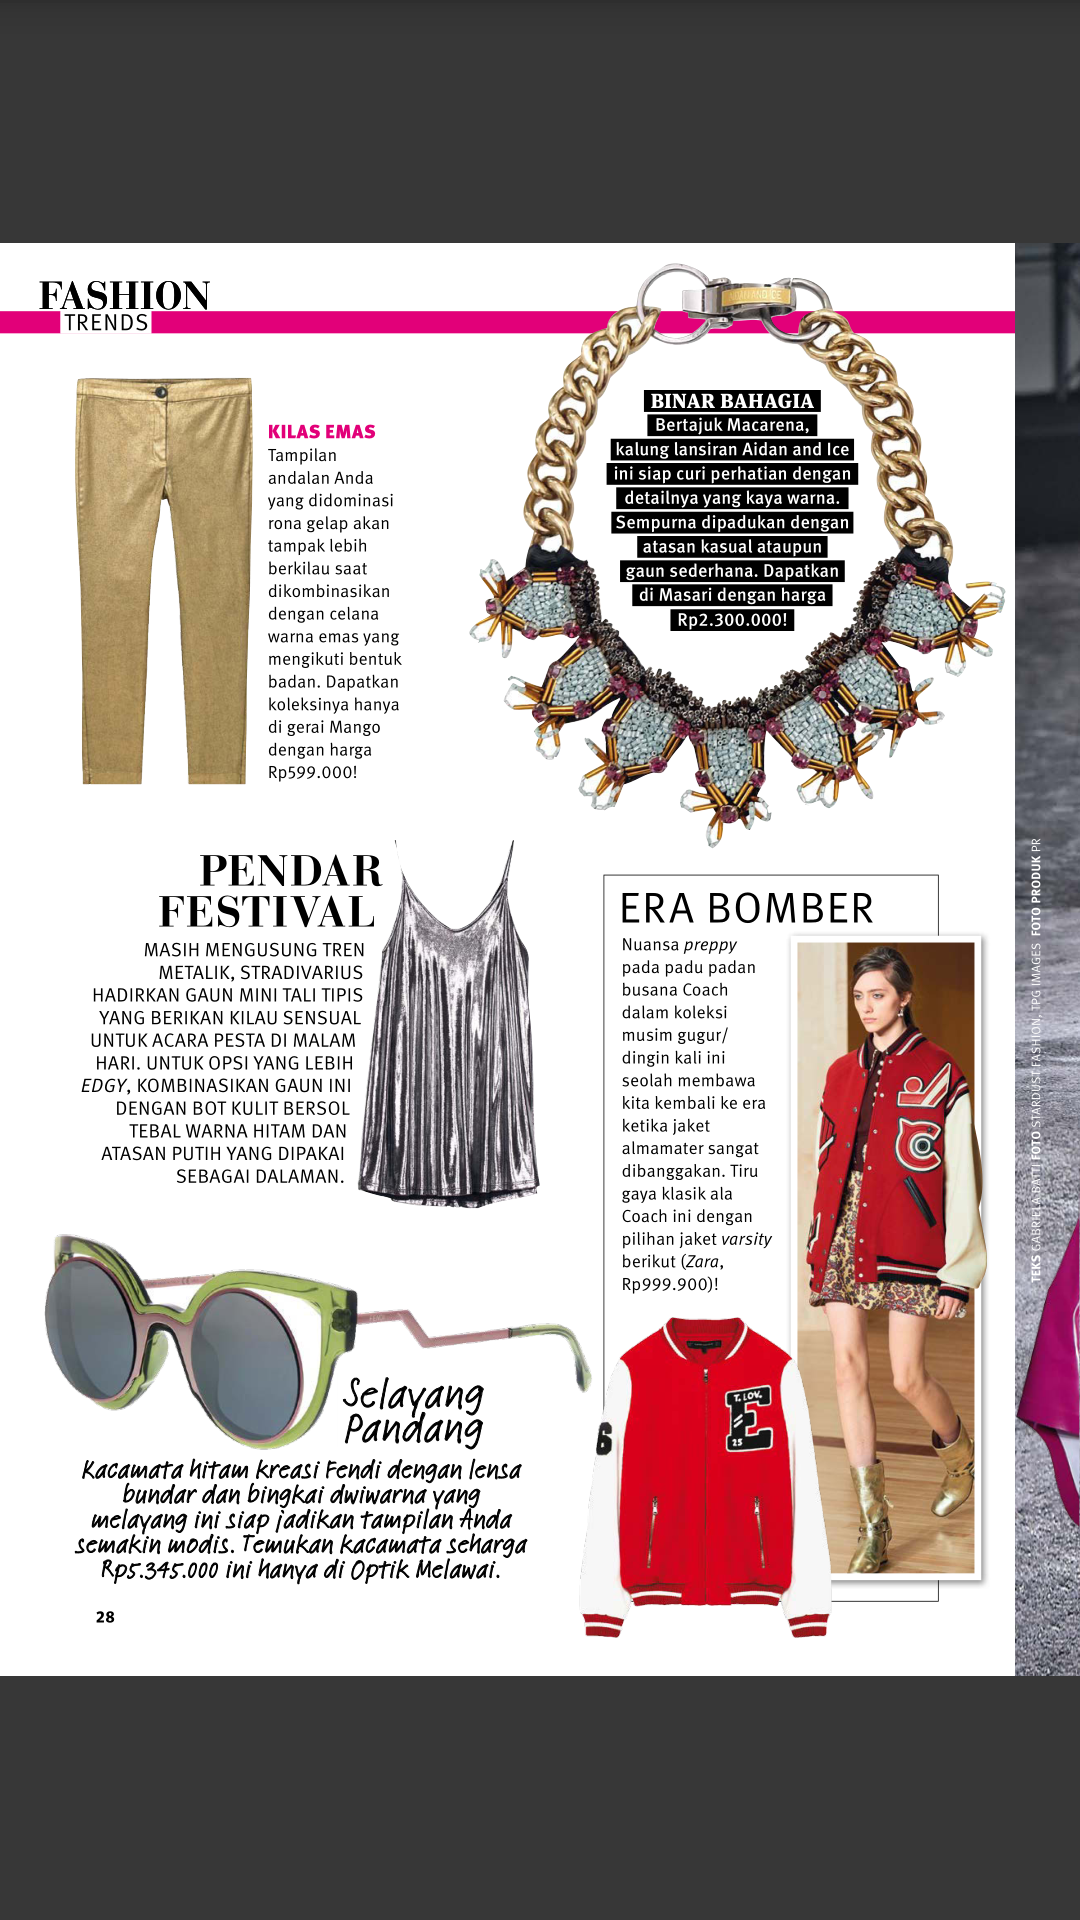 FASHION
TRENDS
KILAS EMAS
Tampilan
andalan Anda
yang didominasi
rona gelap akan
tampak lebih
berkilau saat
dikombinasikan
dengan celana
warna emas yang
mengikuti bentuk
badan. Dapatkan
koleksinya hanya
di gerai Mango
dengan harga
Rp599.000!
BINAR BAHAGIA
Bertajuk Macarena,
kalung lansiran Aidan and Ice
ini siap curi perhatian dengan
detailnya yang kaya warna.
Sempurna dipadukan dengan
atasan kasual ataupun
gaun sederhana. Dapatkan
di Masari dengan harga
Rp2.300.000!
PENDAR
FESTIVAL
MASIH MENGUSUNG TREN
METALIK, STRADIVARIUS
HADIRKAN GAUN MINI TALI TIPIS
YANG BERIKAN KILAU SENSUAL
UNTUK ACARA PESTA DI MALAM
HARI. UNTUK OPSI YANG LEBIH
EDGY, KOMBINASIKAN GAUN INI
DENGAN BOT KULIT BERSOL
TEBAL WARNA HITAM DAN
ATASAN PUTIH YANG DIPAKAI
SEBAGAI DALAMAN.
ERA BOMBER
Nuansa preppy
pada padu padan
busana Coach
dalam koleksi
musim gugur/
dingin kali ini
seolah membawa
kita kembali ke era
ketika jaket
almamater sangat
dibanggakan. Tiru
gaya klasik ala
Coach ini dengan
pilihan jaket varsity
berikut (Zara,
Rp999.900)!
T. LOV.
E
25
6
Selayang
Pandang
Kacamata hitam kreasi Fendi dengan lensa
bundar dan bingkai dwiwarna yang
melayang ini siap jadikan tampilan Anda
semakin modis. Temukan kacamata seharga
Rp5.345.000 ini hanya di Optik Melawai.
28
TEKS GABRIELA RATTI FOTO STARDUST FASHION, TPG IMAGES FOTO PRODUK PR